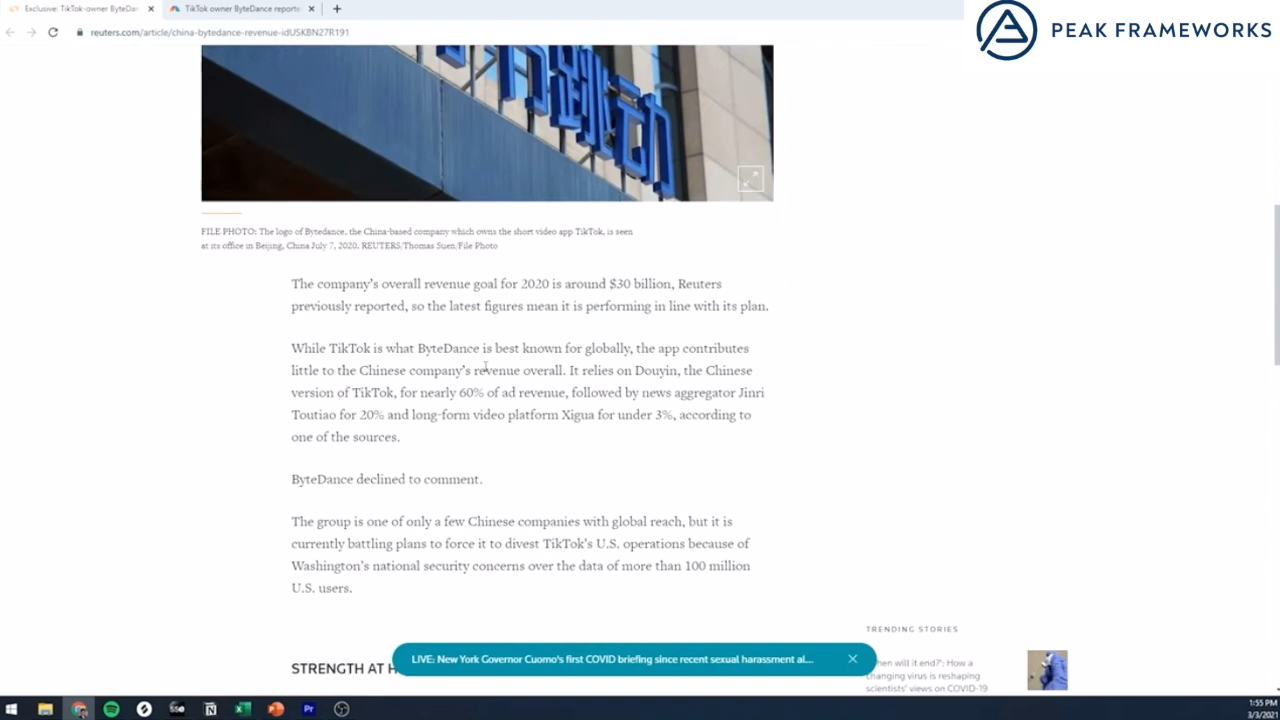 Exclusive: TikTok-owner ByteDa
TikTok owner ByteDance reporte
reuters.com/article/china-bytedance-revenue-idUSKBN27R191
PEAK FRAMEWORKS
跳动
FILE PHOTO: The logo of Bytedance, the China-based company which owns the short video app TikTok, is seen
at its office in Beijing, China July 7, 2020. REUTERS/Thomas Suen/File Photo
The company's overall revenue goal for 2020 is around $30 billion, Reuters
previously reported, so the latest figures mean it is performing in line with its plan.
While TikTok is what ByteDance is best known for globally, the app contributes
little to the Chinese company's revenue overall. It relies on Douyin, the Chinese
version of TikTok, for nearly 60% of ad revenue, followed by news aggregator Jinri
Toutiao for 20% and long-form video platform Xigua for under 3%, according to
one of the sources.
ByteDance declined to comment.
The group is one of only a few Chinese companies with global reach, but it is
currently battling plans to force it to divest TikTok's U.S. operations because of
Washington's national security concerns over the data of more than 100 million
U.S. users.
TRENDING STORIES
STRENGTH AT H
LIVE: New York Governor Cuomo's first COVID briefing since recent sexual harassment al...
hen will it end?': How a
changing virus is reshaping
scientists' views on COVID-19
1:55 PM
3/3/2021